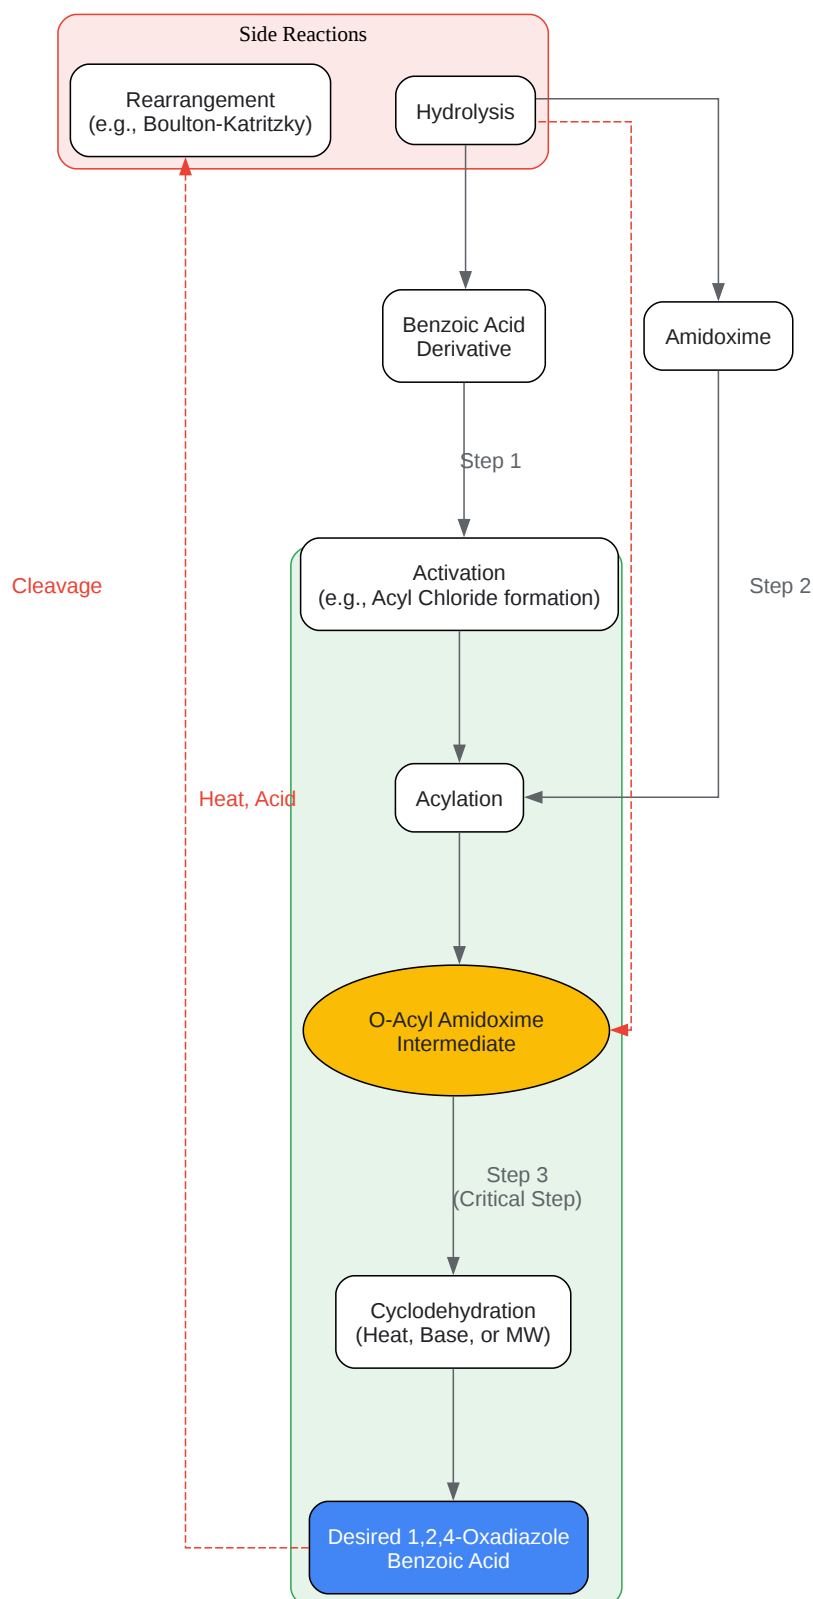 Side Reactions
Rearrangement
(e.g., Boulton-Katritzky)
Hydrolysis
Benzoic Acid
Derivative
Amidoxime
Step 1
Activation
(e.g., Acyl Chloride formation)
Cleavage
Step 2
Heat, Acid
Acylation
O-Acyl Amidoxime
Intermediate
Step 3
(Critical Step)
Cyclodehydration
(Heat, Base, or MW)
Desired 1,2,4-Oxadiazole
Benzoic Acid